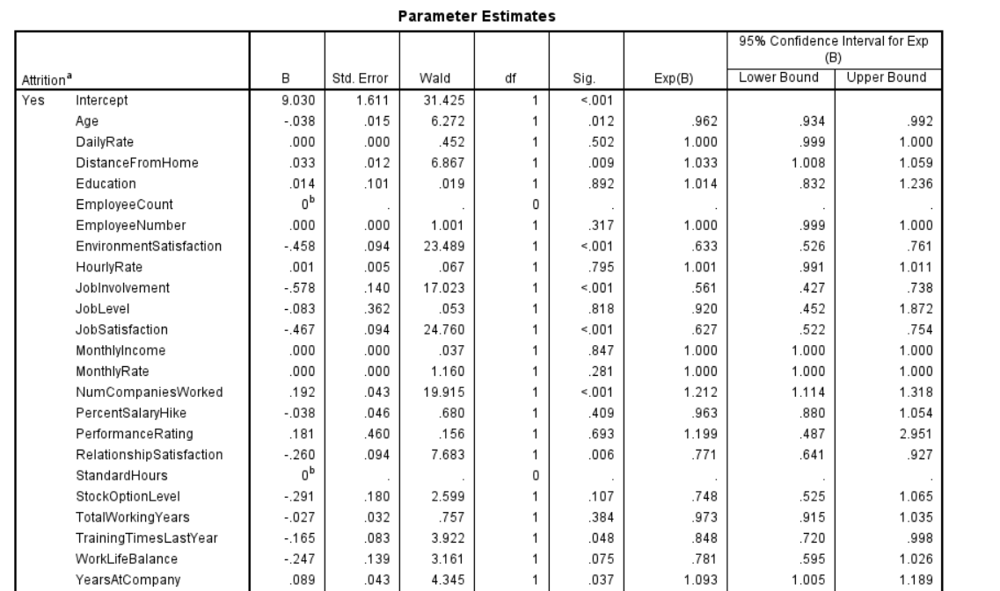 Parameter Estimates
95% Confidence Interval for Exp
(B)
Attritionᵃ B Std. Error Wald df Sig. Exp(B) Lower Bound Upper Bound
Yes Intercept 9.030 1.611 31.425 1 <.001
Age -.038 .015 6.272 1 .012 .962 .934 .992
DailyRate .000 .000 .452 1 .502 1.000 .999 1.000
DistanceFromHome .033 .012 6.867 1 .009 1.033 1.008 1.059
Education .014 .101 .019 1 .892 1.014 .832 1.236
EmployeeCount 0ᵇ . . 0 . . . .
EmployeeNumber .000 .000 1.001 1 .317 1.000 .999 1.000
EnvironmentSatisfaction -.458 .094 23.489 1 <.001 .633 .526 .761
HourlyRate .001 .005 .067 1 .795 1.001 .991 1.011
JobInvolvement -.578 .140 17.023 1 <.001 .561 .427 .738
JobLevel -.083 .362 .053 1 .818 .920 .452 1.872
JobSatisfaction -.467 .094 24.760 1 <.001 .627 .522 .754
MonthlyIncome .000 .000 .037 1 .847 1.000 1.000 1.000
MonthlyRate .000 .000 1.160 1 .281 1.000 1.000 1.000
NumCompaniesWorked .192 .043 19.915 1 <.001 1.212 1.114 1.318
PercentSalaryHike -.038 .046 .680 1 .409 .963 .880 1.054
PerformanceRating .181 .460 .156 1 .693 1.199 .487 2.951
RelationshipSatisfaction -.260 .094 7.683 1 .006 .771 .641 .927
StandardHours 0ᵇ . . 0 . . . .
StockOptionLevel -.291 .180 2.599 1 .107 .748 .525 1.065
TotalWorkingYears -.027 .032 .757 1 .384 .973 .915 1.035
TrainingTimesLastYear -.165 .083 3.922 1 .048 .848 .720 .998
WorkLifeBalance -.247 .139 3.161 1 .075 .781 .595 1.026
YearsAtCompany .089 .043 4.345 1 .037 1.093 1.005 1.189